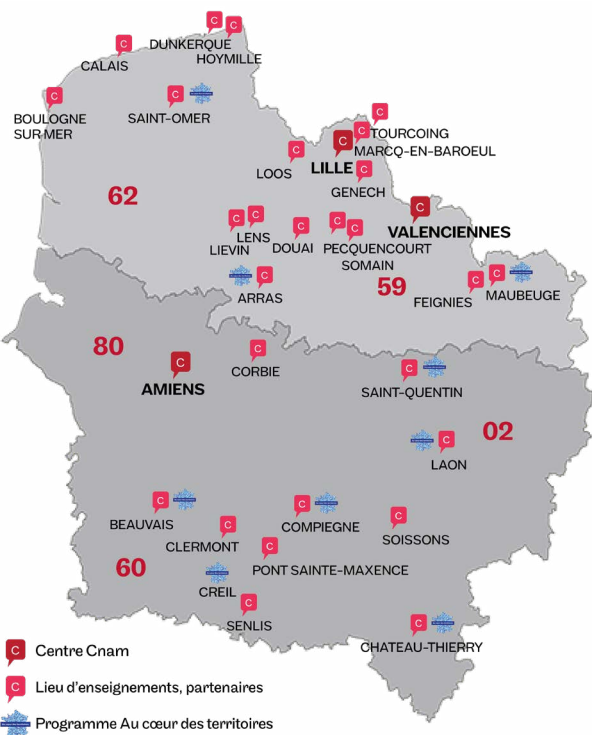 DUNKERQUE
HOYMILLE
CALAIS
BOULOGNE
SUR MER
SAINT-OMER
TOURCOING
MARCQ-EN-BAROEUL
LILLE
LOOS
GENECH
62
VALENCIENNES
LENS
LIEVIN
DOUAI
PECQUENCOURT
SOMAIN
ARRAS
59
FEIGNIES
MAUBEUGE
80
CORBIE
AMIENS
SAINT-QUENTIN
02
LAON
BEAUVAIS
COMPIEGNE
CLERMONT
SOISSONS
60
PONT SAINTE-MAXENCE
CREIL
SENLIS
CHATEAU-THIERRY
C Centre Cnam
C Lieu d'enseignements, partenaires
Programme Au cœur des territoires